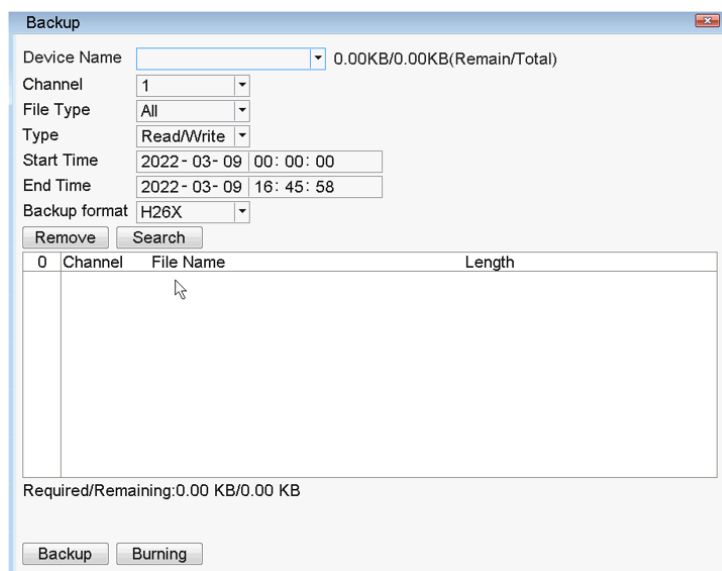 Backup
Device Name 0.00KB/0.00KB(Remain/Total)
Channel 1
File Type All
Type Read/Write
Start Time 2022-03-09 00:00:00
End Time 2022-03-09 16:45:58
Backup format H26X
Remove Search
0 Channel File Name Length
Required/Remaining:0.00 KB/0.00 KB
Backup Burning